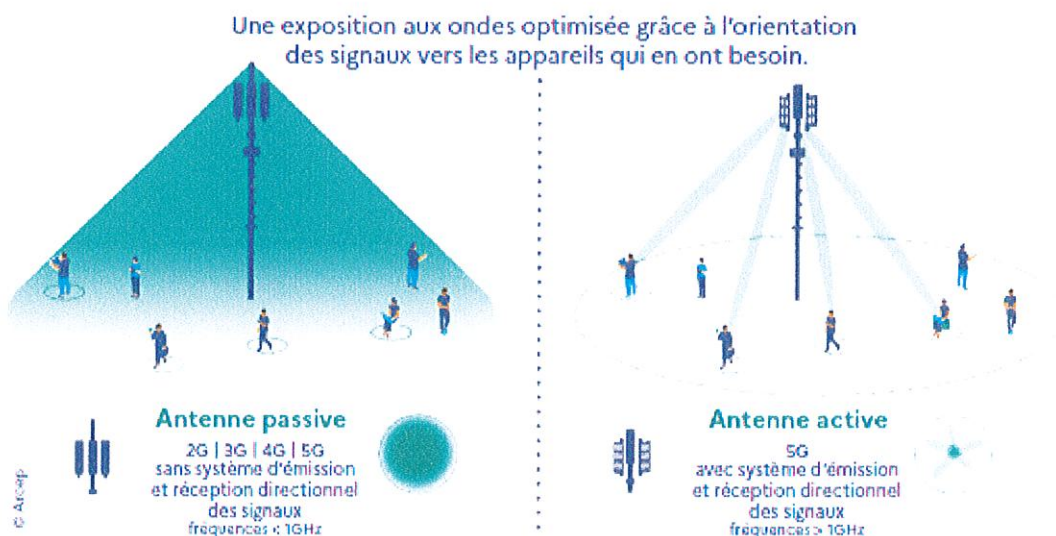 Une exposition aux ondes optimisée grâce à l'orientation
des signaux vers les appareils qui en ont besoin.
Antenne passive
2G | 3G | 4G | 5G
sans système d'émission
et réception directionnel
des signaux
fréquences < 1GHz
Antenne active
5G
avec système d'émission
et réception directionnel
des signaux
fréquences > 1GHz
© Arcep